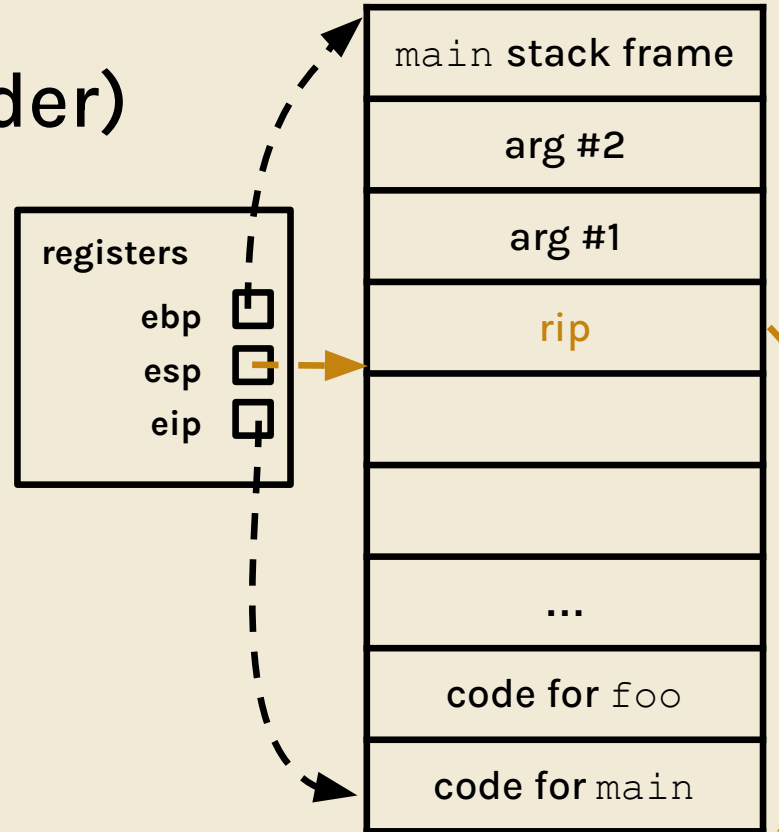 der)
registers
ebp
esp
eip
main stack frame
arg #2
arg #1
rip
...
code for foo
code for main